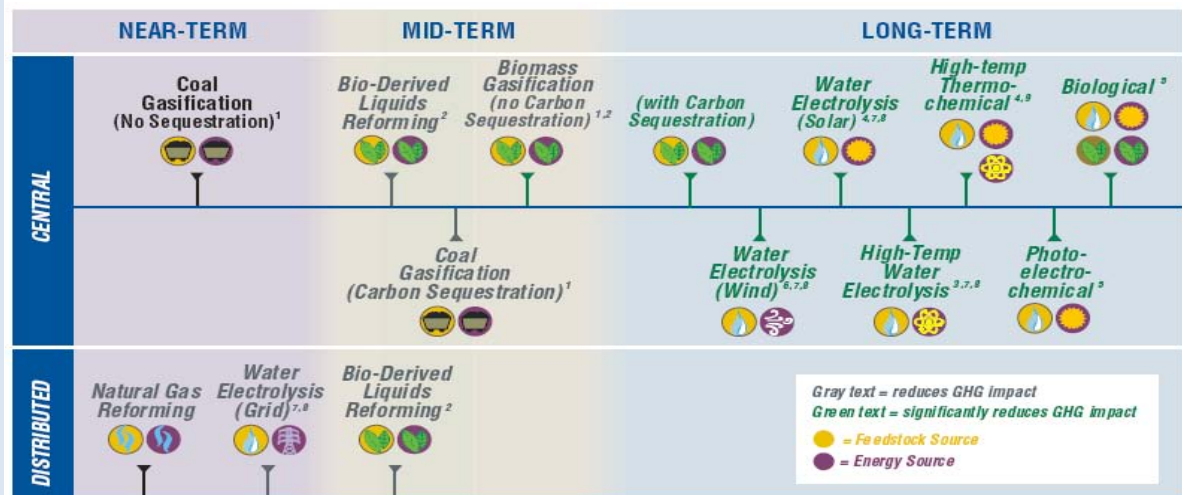 NEAR-TERM
MID-TERM
LONG-TERM
CENTRAL
Coal
Gasification
(No Sequestration)¹
Bio-Derived
Liquids
Reforming²
Biomass
Gasification
(no Carbon
Sequestration)¹,²
(with Carbon
Sequestration)
Water
Electrolysis
(Solar)⁴,⁷,⁸
High-temp
Thermo-
chemical⁴,⁹
Biological⁵
Coal
Gasification
(Carbon Sequestration)¹
Water
Electrolysis
(Wind)⁶,⁷,⁸
High-Temp
Water
Electrolysis³,⁷,⁸
Photo-
electro-
chemical⁵
DISTRIBUTED
Natural Gas
Reforming
Water
Electrolysis
(Grid)⁷,⁸
Bio-Derived
Liquids
Reforming²
Gray text = reduces GHG impact
Green text = significantly reduces GHG impact
= Feedstock Source
= Energy Source